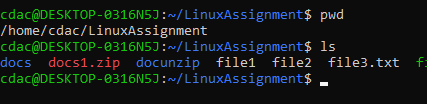 cdac@DESKTOP-0316N5J:~/LinuxAssignment$ pwd
/home/cdac/LinuxAssignment
cdac@DESKTOP-0316N5J:~/LinuxAssignment$ ls
docs docs1.zip docunzip file1 file2 file3.txt
cdac@DESKTOP-0316N5J:~/LinuxAssignment$